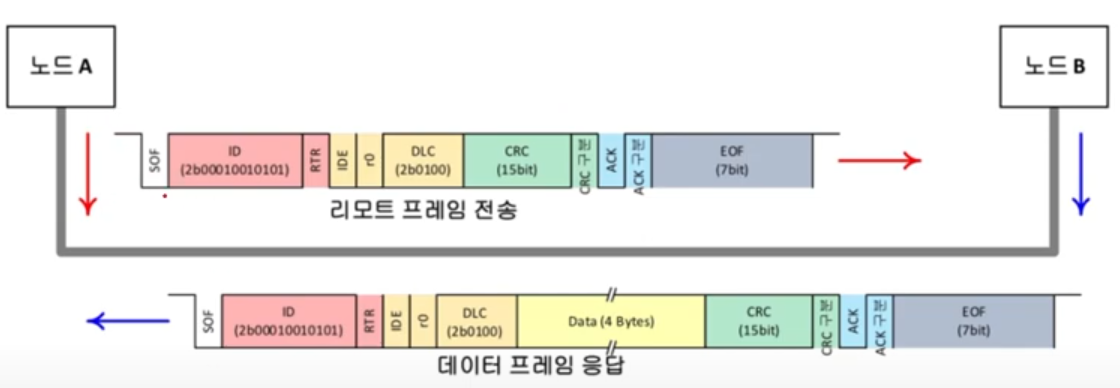 노드 A
노드 B
SOF
ID
(2b00010010101)
RTR
IDE
r0
DLC
(2b0100)
CRC
(15bit)
CRC 구분
ACK
ACK 구분
EOF
(7bit)
리모트 프레임 전송
SOF
ID
(2b00010010101)
RTR
IDE
r0
DLC
(2b0100)
Data (4 Bytes)
CRC
(15bit)
CRC 구분
ACK
ACK 구분
EOF
(7bit)
데이터 프레임 응답